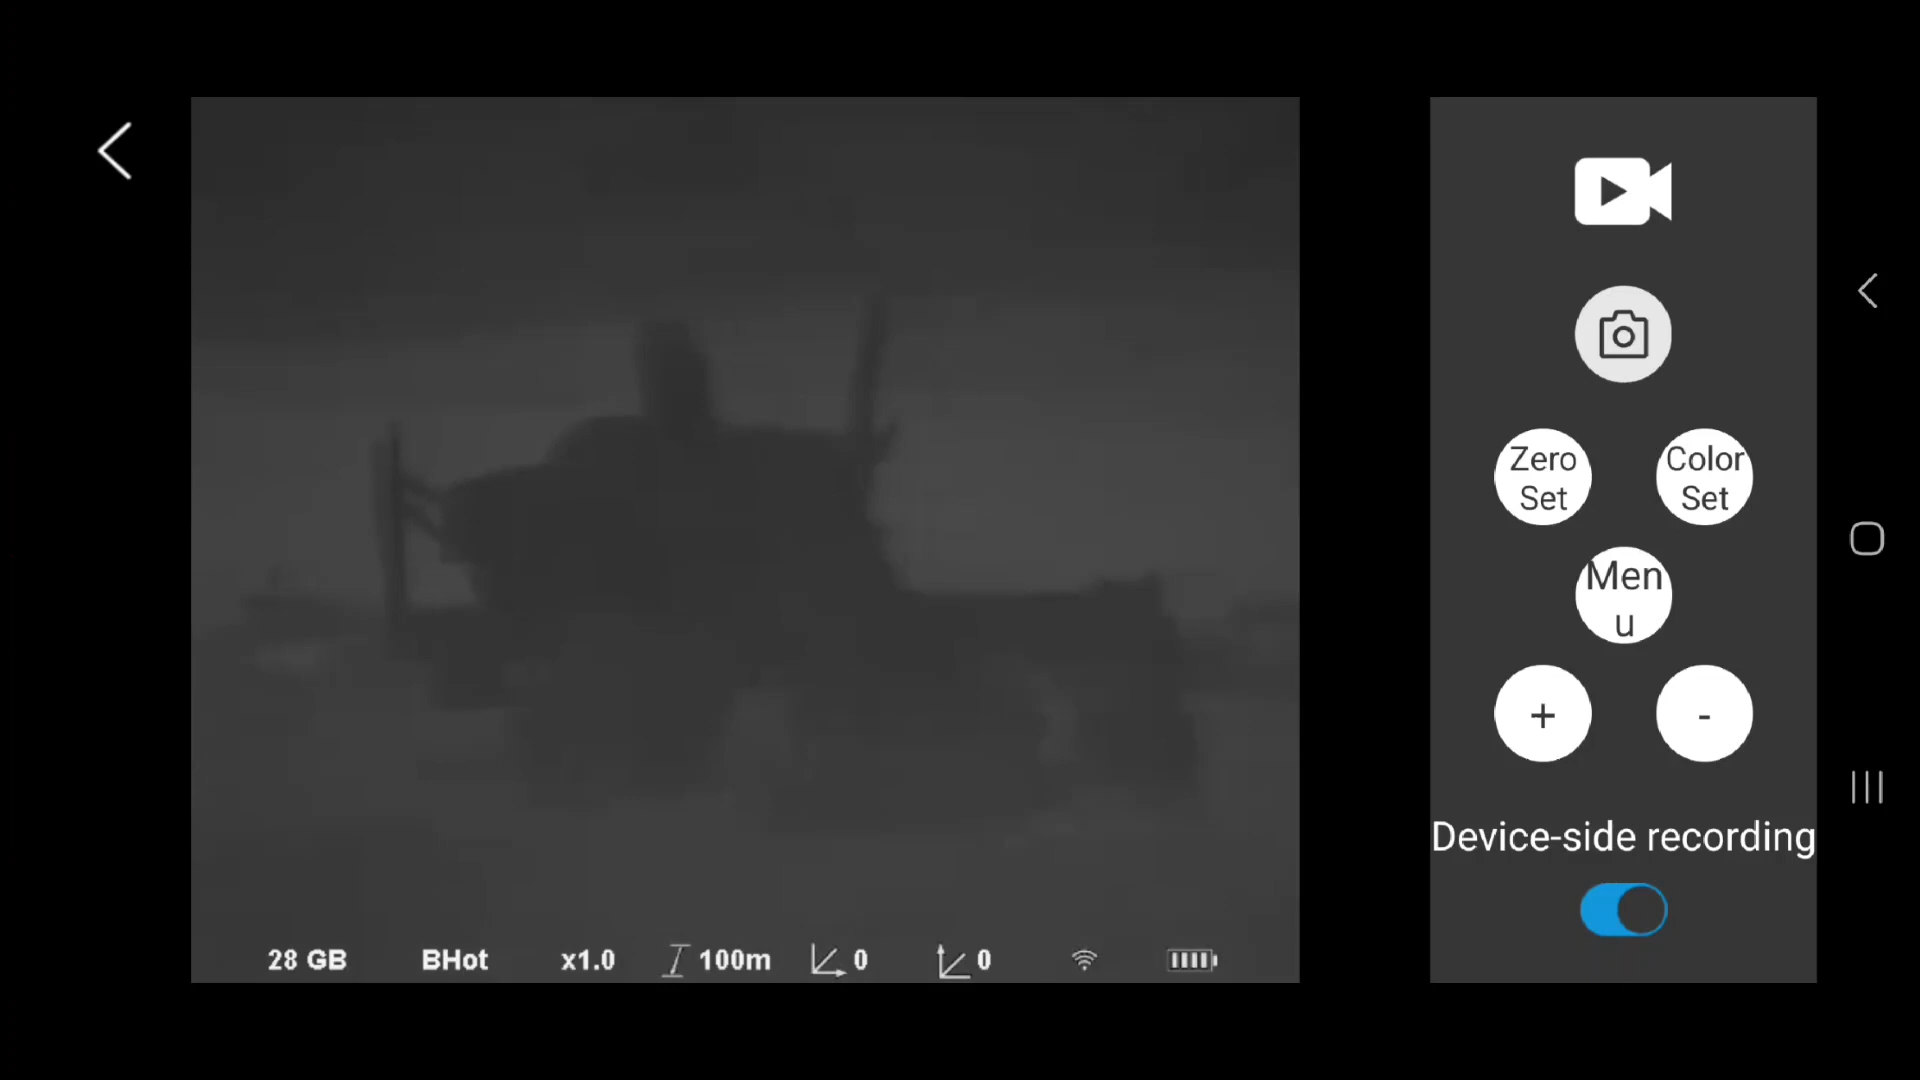 Zero
Set
Color
Set
Men
u
+
-
Device-side recording
28 GB BHot x1.0 100m 0 0